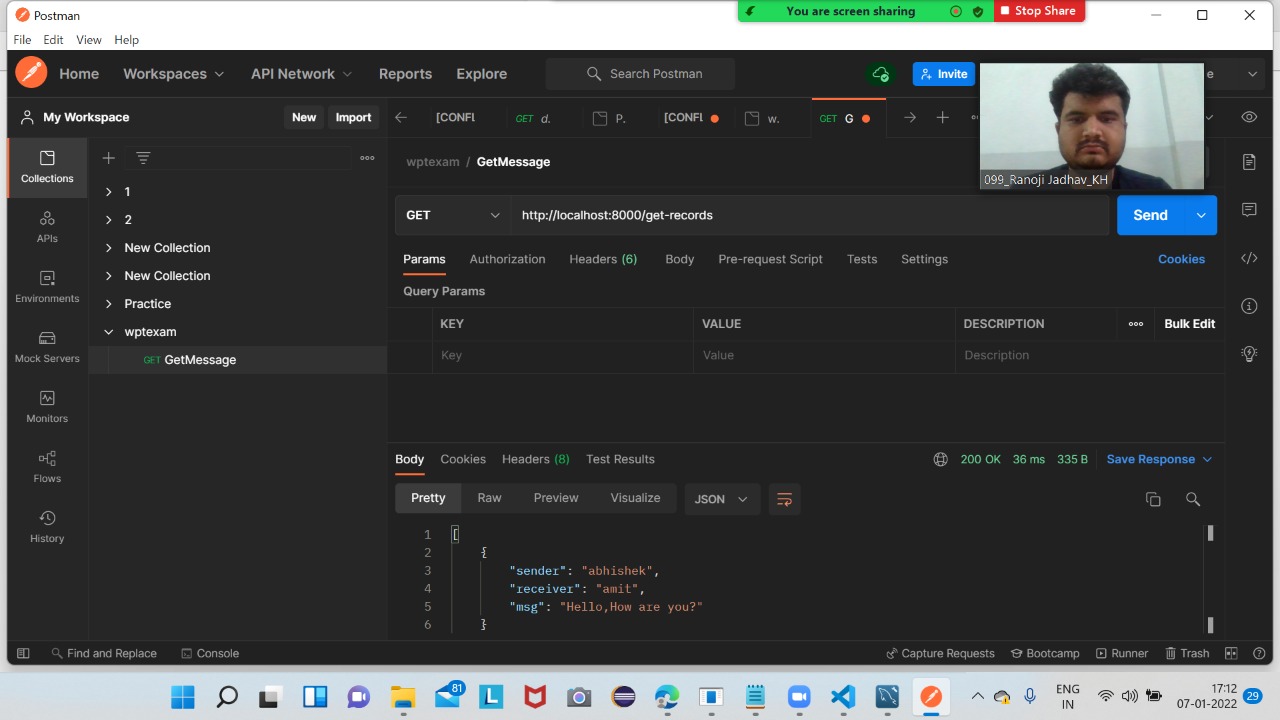 Postman
You are screen sharing
Stop Share
File Edit View Help
Home Workspaces API Network Reports Explore Search Postman Invite
e
My Workspace New Import
[CONFL GET d. P. [CONFL w. GET G
Collections
APIs
Environments
Mock Servers
Monitors
Flows
History
1
2
New Collection
New Collection
Practice
wptexam
GET GetMessage
wptexam / GetMessage
099_Ranoji Jadhav_KH
GET http://localhost:8000/get-records Send
Params Authorization Headers (6) Body Pre-request Script Tests Settings Cookies
Query Params
KEY VALUE DESCRIPTION Bulk Edit
Key Value Description
Body Cookies Headers (8) Test Results 200 OK 36 ms 335 B Save Response
Pretty Raw Preview Visualize JSON
1 [
2 {
3 "sender": "abhishek",
4 "receiver": "amit",
5 "msg": "Hello,How are you?"
6 }
Find and Replace Console Capture Requests Bootcamp Runner Trash
81
ENG
IN
17:12
07-01-2022
29